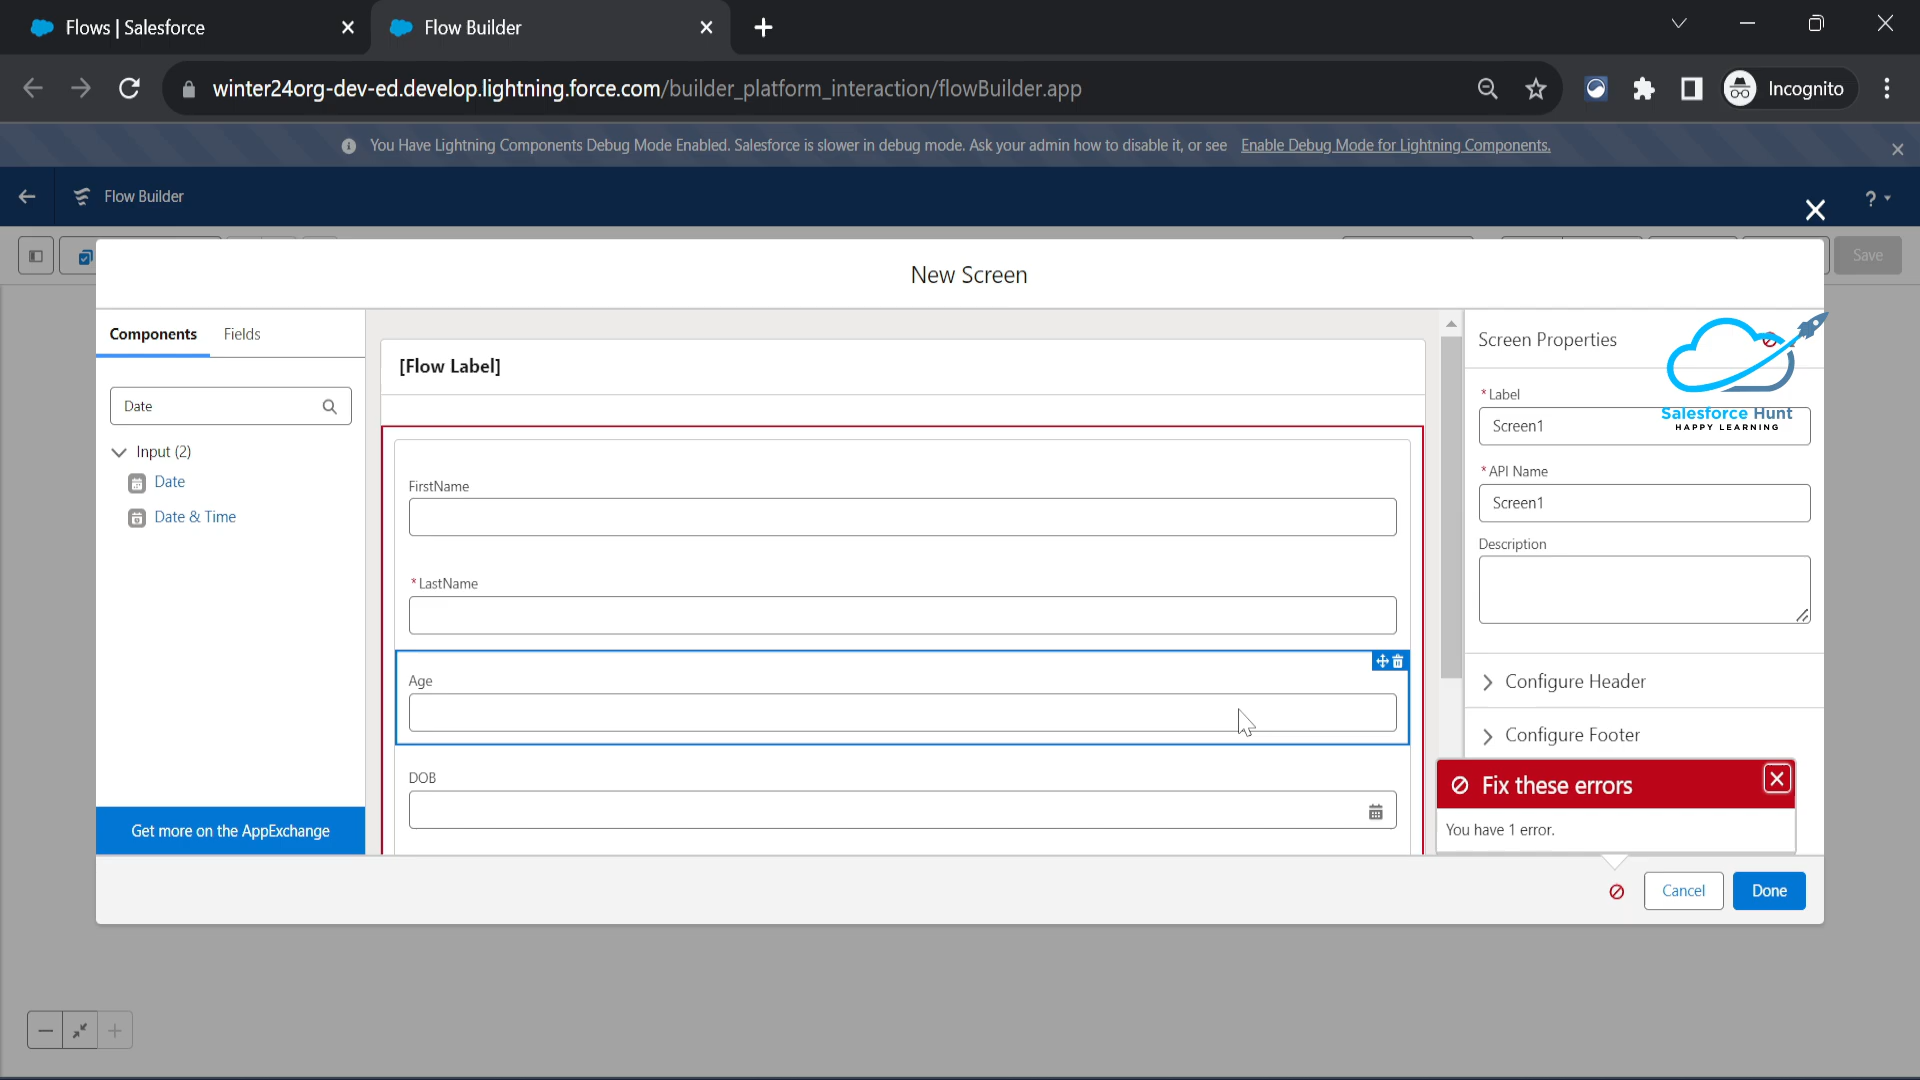 Flows | Salesforce
Flow Builder
winter24org-dev-ed.develop.lightning.force.com/builder_platform_interaction/flowBuilder.app
Incognito
You Have Lightning Components Debug Mode Enabled. Salesforce is slower in debug mode. Ask your admin how to disable it, or see Enable Debug Mode for Lightning Components.
Flow Builder
?
Save
New Screen
Components
Fields
Date
Input (2)
Date
Date & Time
Get more on the AppExchange
[Flow Label]
FirstName
* LastName
Age
DOB
Screen Properties
* Label
Screen1
Salesforce Hunt
HAPPY LEARNING
* API Name
Screen1
Description
Configure Header
Configure Footer
Fix these errors
You have 1 error.
Cancel
Done